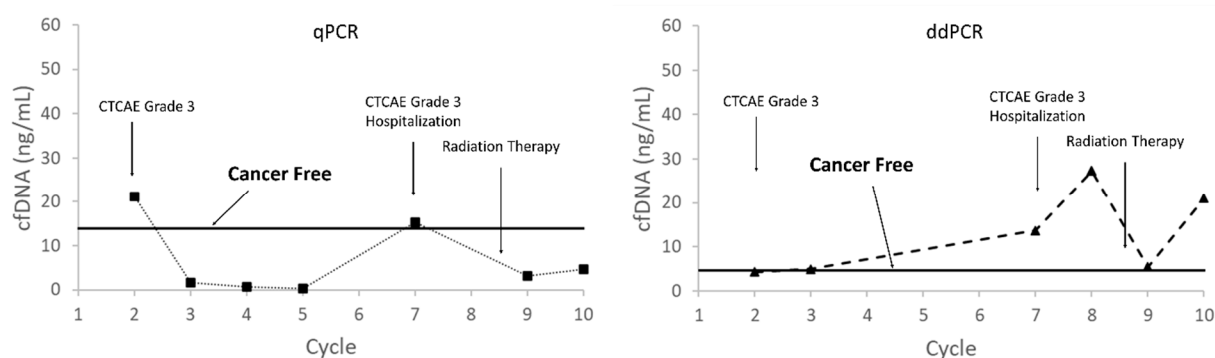 qPCR
60
50
40
30
20
10
0
cfDNA (ng/mL)
CTCAE Grade 3
CTCAE Grade 3
Hospitalization
Radiation Therapy
Cancer Free
1 2 3 4 5 6 7 8 9 10
Cycle
ddPCR
60
50
40
30
20
10
0
cfDNA (ng/mL)
CTCAE Grade 3
CTCAE Grade 3
Hospitalization
Radiation Therapy
Cancer Free
1 2 3 4 5 6 7 8 9 10
Cycle